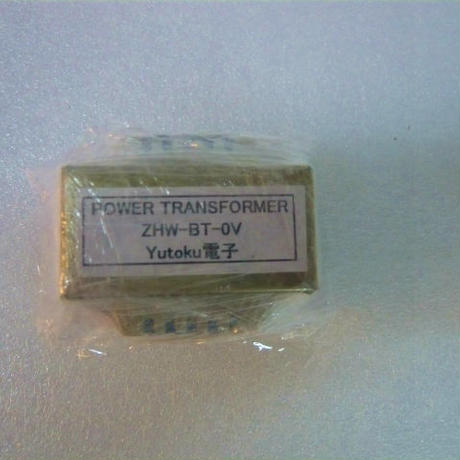 POWER TRANSFORMER
ZHW-BT-0V
Yutoku電子